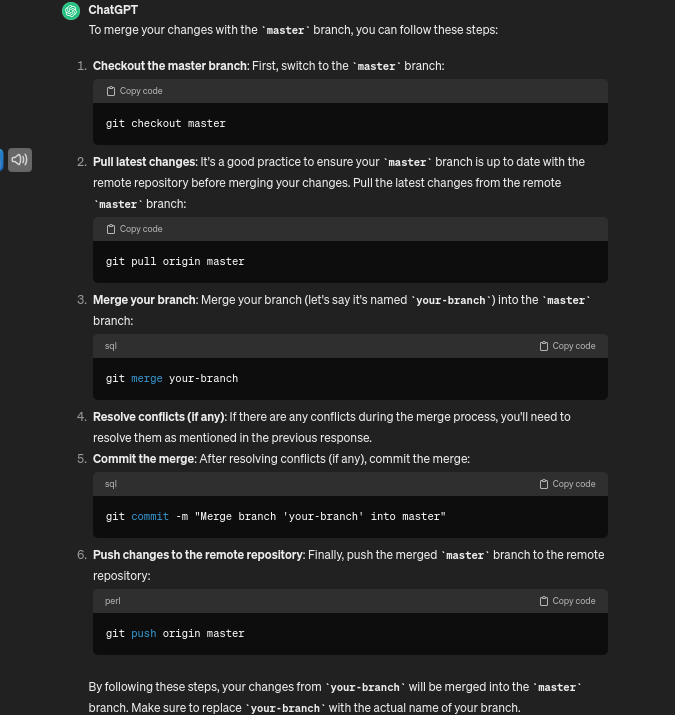 ChatGPT
To merge your changes with the `master` branch, you can follow these steps:
1. Checkout the master branch: First, switch to the `master` branch:
Copy code
git checkout master
2. Pull latest changes: It's a good practice to ensure your `master` branch is up to date with the
remote repository before merging your changes. Pull the latest changes from the remote
`master` branch:
Copy code
git pull origin master
3. Merge your branch: Merge your branch (let's say it's named `your-branch`) into the `master`
branch:
sql Copy code
git merge your-branch
4. Resolve conflicts (if any): If there are any conflicts during the merge process, you'll need to
resolve them as mentioned in the previous response.
5. Commit the merge: After resolving conflicts (if any), commit the merge:
sql Copy code
git commit -m "Merge branch 'your-branch' into master"
6. Push changes to the remote repository: Finally, push the merged `master` branch to the remote
repository:
perl Copy code
git push origin master
By following these steps, your changes from `your-branch` will be merged into the `master`
branch. Make sure to replace `your-branch` with the actual name of your branch.